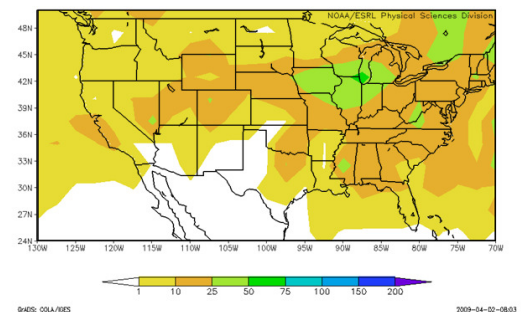 NOAA/ESRL Physical Sciences Division
48N
45N
42N
39N
36N
33N
30N
27N
24N
130W 125W 120W 115W 110W 105W 100W 95W 90W 85W 80W 75W 70W
1 10 25 50 75 100 150 200
GrADS: COLA/IGES
2009-04-02-08:03